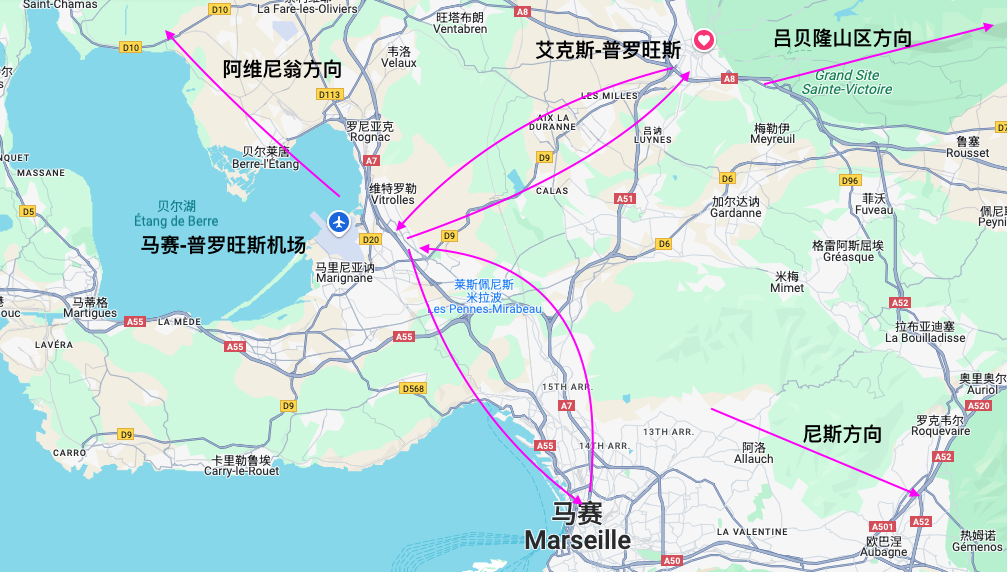 Saint-Chamas
D10
La Fare-les-Oliviers
旺塔布朗
Ventabren
A8
D10
韦洛
Velaux
艾克斯-普罗旺斯
吕贝隆山区方向
阿维尼翁方向
D113
A8
Grand Site
Sainte-Victoire
LES MILLES
罗尼亚克
Rognac
AIX LA
DURANNE
吕讷
LUYNES
梅勒伊
Meyreuil
鲁塞
Rousset
贝尔莱唐
Berre-l'Étang
A7
D9
MASSANE
D6
D96
维特罗勒
Vitrolles
CALAS
A51
加尔达讷
Gardanne
菲沃
Fuveau
D5
贝尔湖
Étang de Berre
马赛-普罗旺斯机场
D20
D9
D6
格雷阿斯屈埃
Gréasque
马里尼亚讷
Marignane
莱斯佩尼斯
米拉波
Les Pennes-Mirabeau
米梅
Mimet
马蒂格
Martigues
A52
A55
LA MÈDE
A55
A55
拉布亚迪塞
La Bouilladisse
LAVÉRA
D568
15TH ARR.
奥里奥尔
Auriol
D9
A7
A520
罗克韦尔
Roquevaire
D9
13TH ARR.
尼斯方向
A55
14TH ARR.
阿洛
Allauch
CARRO
卡里勒鲁埃
Carry-le-Rouet
A52
马赛
Marseille
A52
A501
LA VALENTINE
欧巴涅
Aubagne
热姆诺
Gémenos
A50